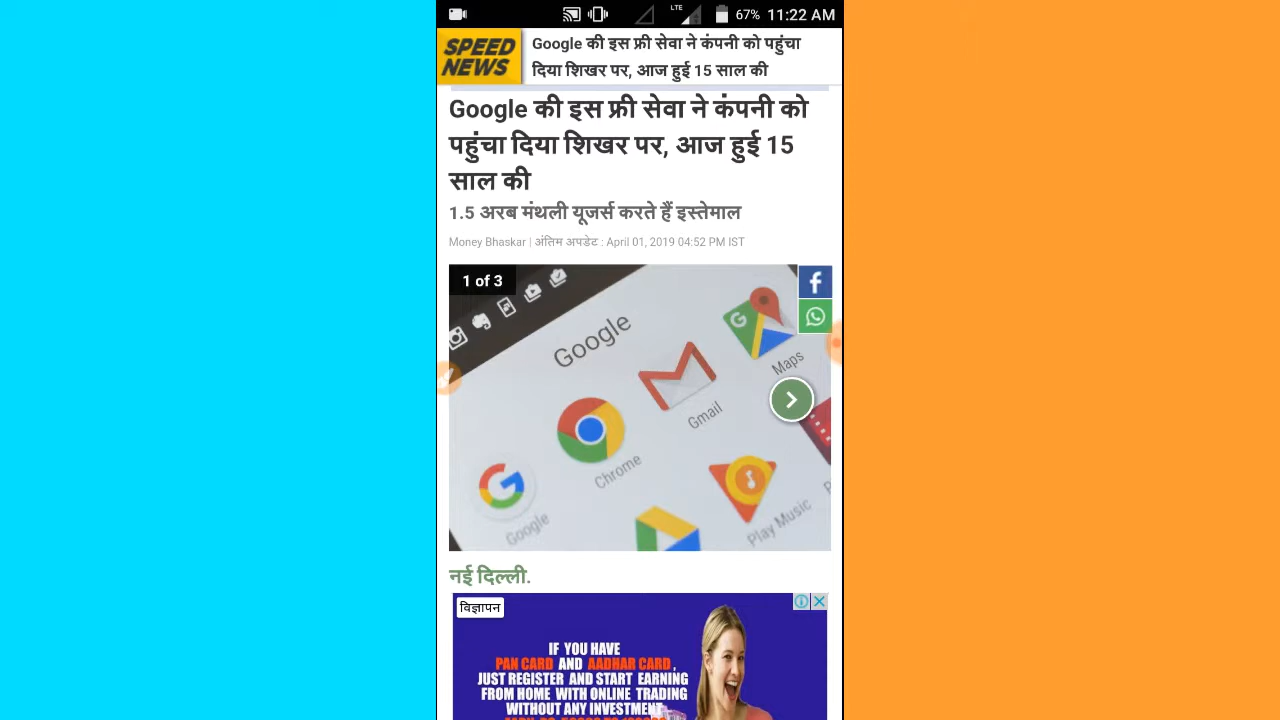 LTE 67% 11:22 AM
SPEED NEWS
Google की इस फ्री सेवा ने कंपनी को पहुंचा
दिया शिखर पर, आज हुई 15 साल की
Google की इस फ्री सेवा ने कंपनी को
पहुंचा दिया शिखर पर, आज हुई 15
साल की
1.5 अरब मंथली यूजर्स करते हैं इस्तेमाल
Money Bhaskar | अंतिम अपडेट : April 01, 2019 04:52 PM IST
1 of 3
Google
Maps
Gmail
Chrome
Google
Play Music
नई दिल्ली.
विज्ञापन
IF YOU HAVE
PAN CARD AND AADHAR CARD,
JUST REGISTER AND START EARNING
FROM HOME WITH ONLINE TRADING
WITHOUT ANY INVESTMENT